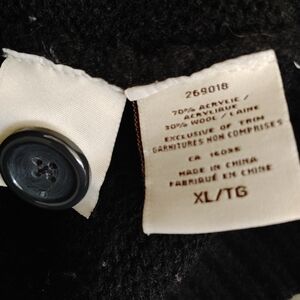 269018
70% ACRYLIC /
ACRYLIQUE
30% WOOL / LAINE
EXCLUSIVE OF TRIM
GARNITURES NON COMPRISES
CA 16035
MADE IN CHINA
FABRIQUÉ EN CHINE
XL/TG